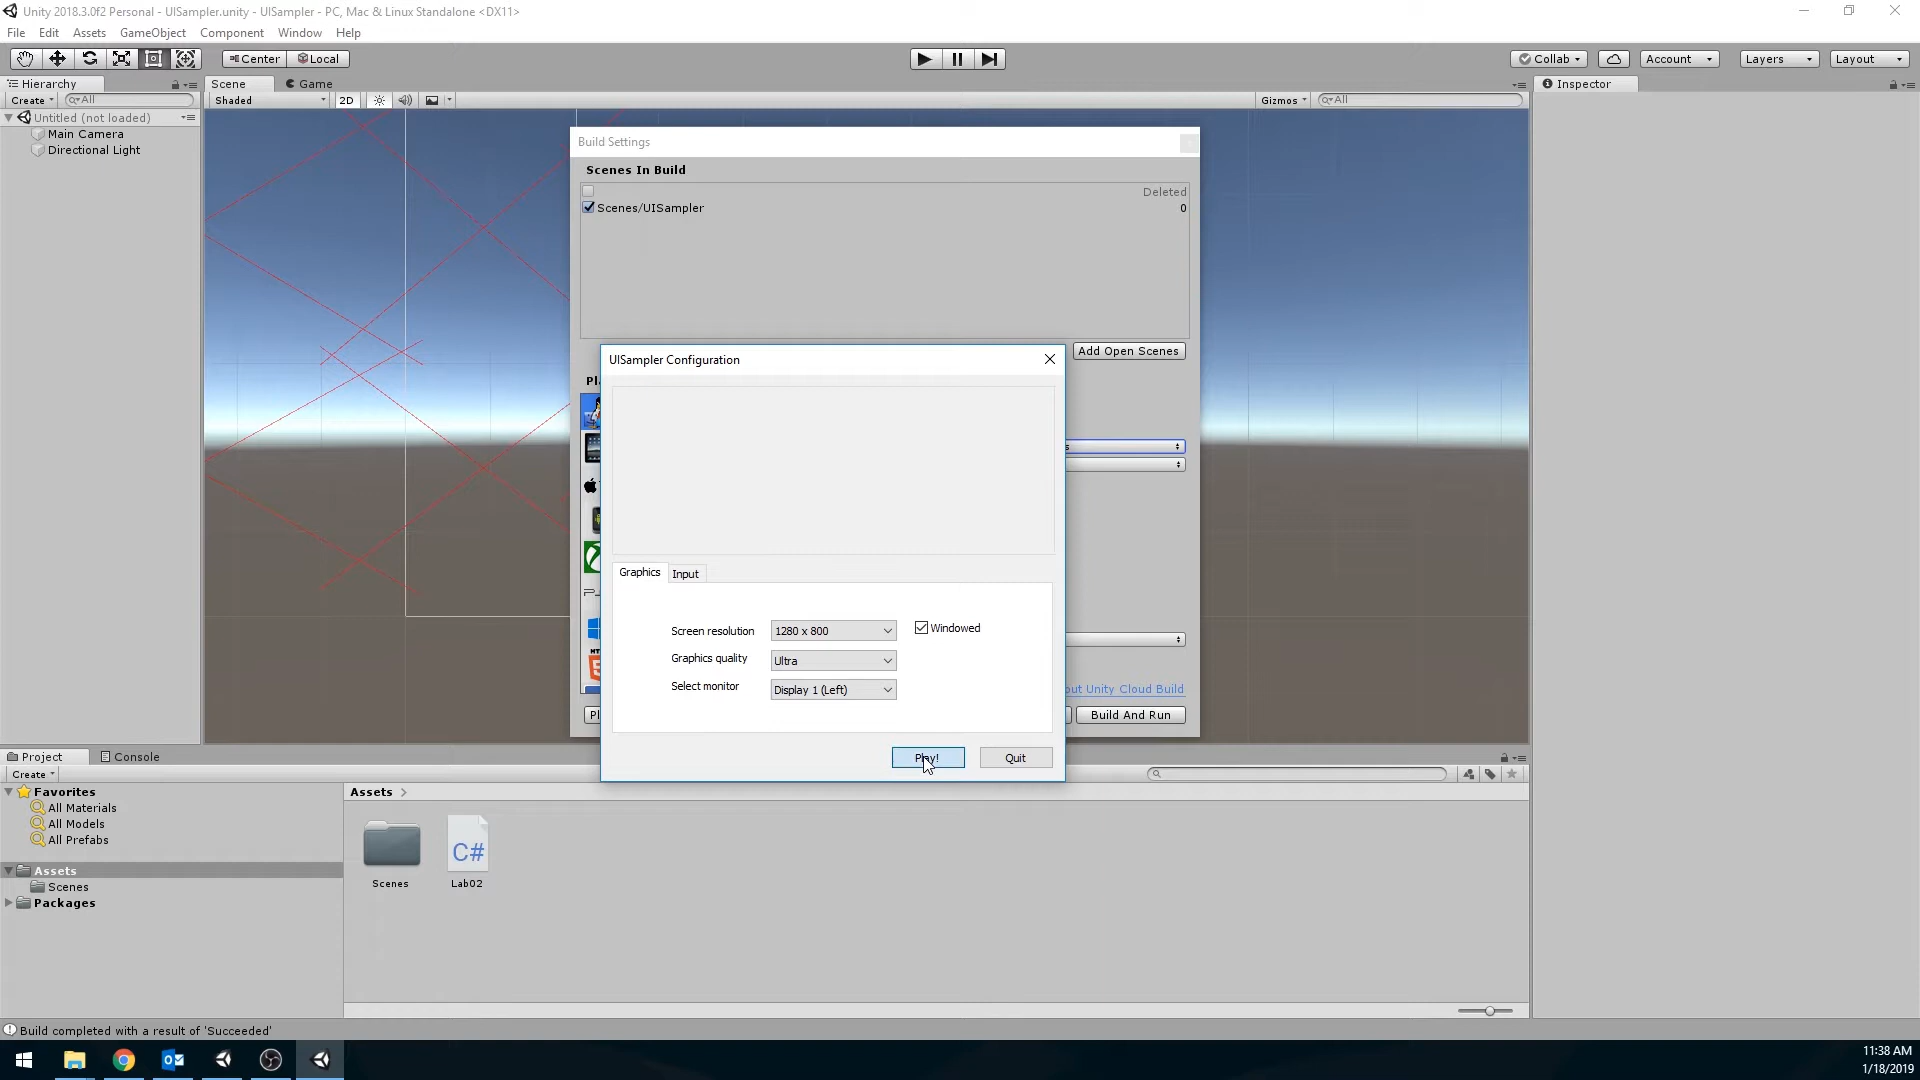 Unity 2018.3.0f2 Personal - UISampler.unity - UISampler - PC, Mac & Linux Standalone <DX11>
File Edit Assets GameObject Component Window Help
Center Local Collab Account Layers Layout
Hierarchy Scene Game Inspector
Create All Shaded 2D Gizmos All
Untitled (not loaded)
Main Camera
Directional Light
Build Settings
Scenes In Build
Deleted
Scenes/UISampler 0
Add Open Scenes
UISampler Configuration
Graphics Input
Screen resolution 1280 x 800 Windowed
Graphics quality Ultra
Select monitor Display 1 (Left)
Unity Cloud Build
Build And Run
Play! Quit
Project Console
Create
Favorites
All Materials
All Models
All Prefabs
Assets
Scenes
Packages
Assets
C#
Scenes Lab02
Build completed with a result of 'Succeeded'
11:38 AM
1/18/2019